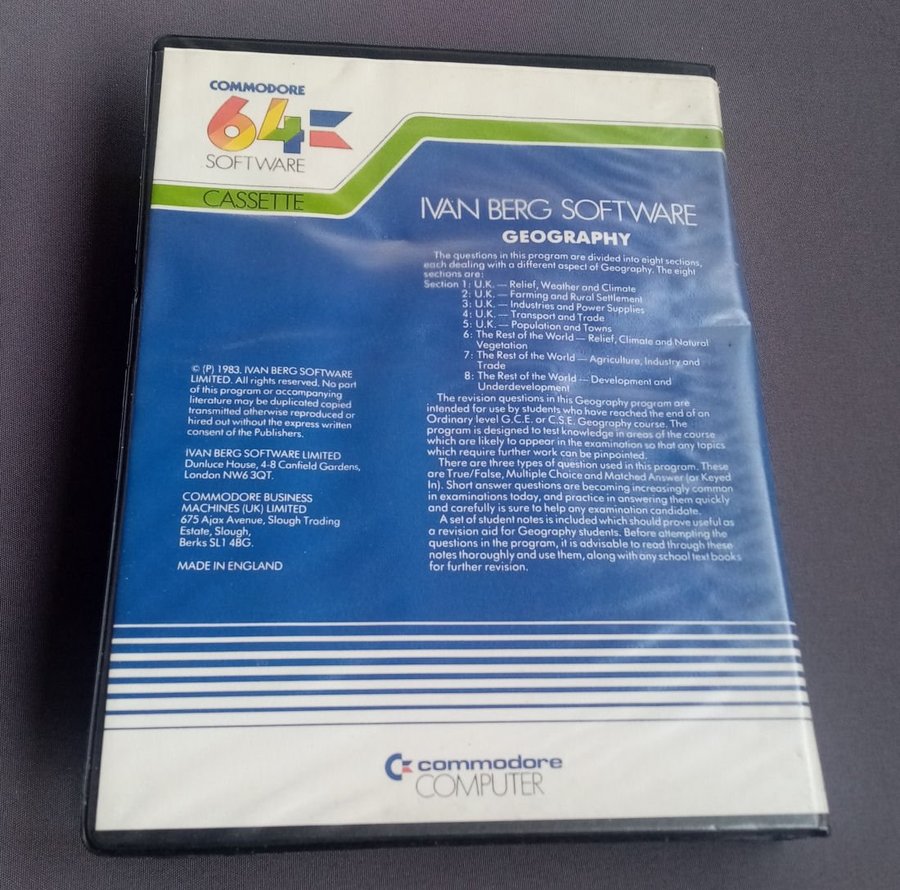 COMMODORE
64
SOFTWARE
CASSETTE
IVAN BERG SOFTWARE
GEOGRAPHY
The questions in this program are divided into eight sections,
each dealing with a different aspect of Geography. The eight
sections are:
Section 1: U.K. — Relief, Weather and Climate
2: U.K. — Farming and Rural Settlement
3: U.K. — Industries and Power Supplies
4: U.K. — Transport and Trade
5: U.K. — Population and Towns
6: The Rest of the World — Relief, Climate and Natural
Vegetation
7: The Rest of the World — Agriculture, Industry and
Trade
8: The Rest of the World — Development and
Underdevelopment
The revision questions in this Geography program are
intended for use by students who have reached the end of an
Ordinary level G.C.E. or C.S.E. Geography course. The
program is designed to test knowledge in areas of the course
which are likely to appear in the examination so that any topics
which require further work can be pinpointed.
There are three types of question used in this program. These
are True/False, Multiple Choice and Matched Answer (or Keyed
In). Short answer questions are becoming increasingly common
in examinations today, and practice in answering them quickly
and carefully is sure to help any examination candidate.
A set of student notes is included which should prove useful as
a revision aid for Geography students. Before attempting the
questions in the program, it is advisable to read through these
notes thoroughly and use them, along with any school text books
for further revision.
© (P) 1983. IVAN BERG SOFTWARE
LIMITED. All rights reserved. No part
of this program or accompanying
literature may be duplicated copied
transmitted otherwise reproduced or
hired out without the express written
consent of the Publishers.
IVAN BERG SOFTWARE LIMITED
Dunluce House, 4-8 Canfield Gardens,
London NW6 3QT.
COMMODORE BUSINESS
MACHINES (UK) LIMITED
675 Ajax Avenue, Slough Trading
Estate, Slough,
Berks SL1 4BG.
MADE IN ENGLAND
commodore
COMPUTER